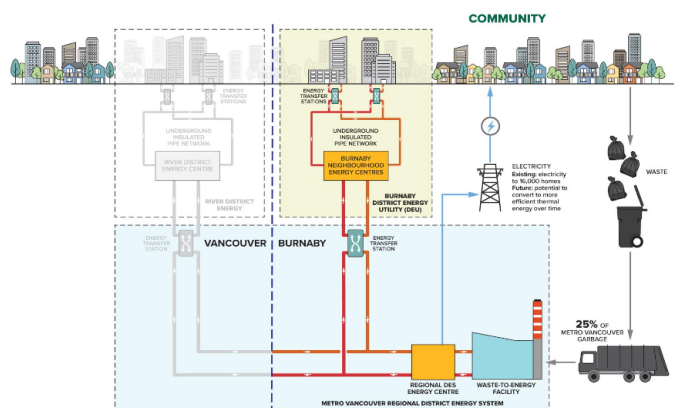 COMMUNITY
ENERGY
TRANSFER
STATIONS
UNDERGROUND
INSULATED
PIPE NETWORK
RIVER DISTRICT
ENERGY CENTRE
RIVER DISTRICT
ENERGY
ENERGY
TRANSFER
STATION
VANCOUVER
ENERGY
TRANSFER
STATIONS
UNDERGROUND
INSULATED
PIPE NETWORK
BURNABY
NEIGHBOURHOOD
ENERGY CENTRES
BURNABY
DISTRICT ENERGY
UTILITY (DEU)
BURNABY
ENERGY
TRANSFER
STATION
ELECTRICITY
Existing: electricity
to 16,000 homes
Future: potential to
convert to more
efficient thermal
energy over time
WASTE
25% OF
METRO VANCOUVER
GARBAGE
REGIONAL DES
ENERGY CENTRE
WASTE-TO-ENERGY
FACILITY
METRO VANCOUVER REGIONAL DISTRICT ENERGY SYSTEM